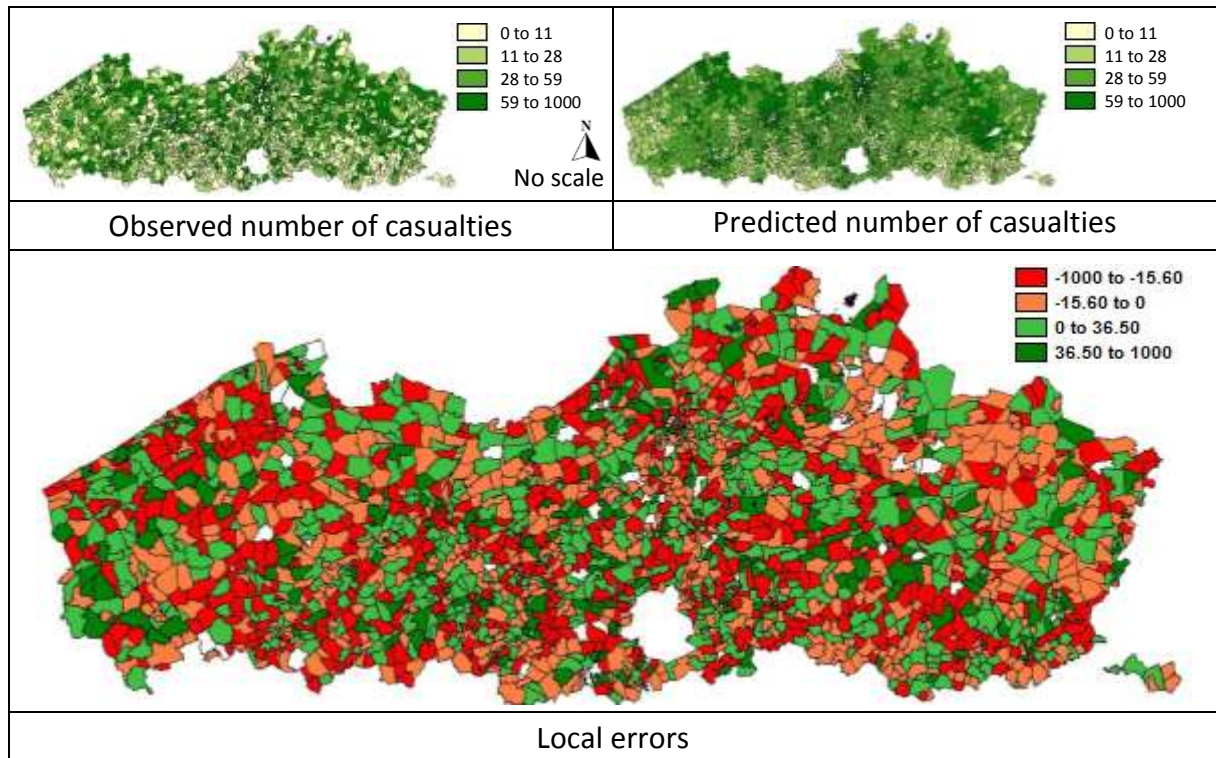 0 to 11
11 to 28
28 to 59
59 to 1000
N
No scale
0 to 11
11 to 28
28 to 59
59 to 1000
Observed number of casualties
Predicted number of casualties
-1000 to -15.60
-15.60 to 0
0 to 36.50
36.50 to 1000
Local errors